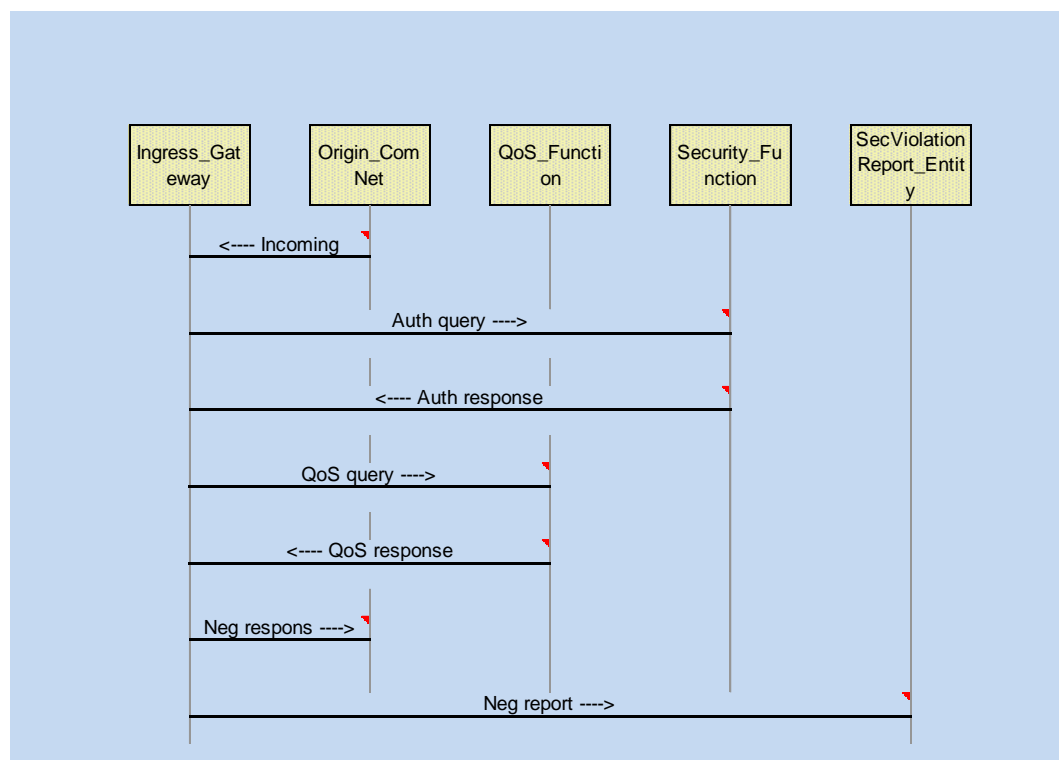 Ingress_Gat
eway
Origin_Com
Net
QoS_Functi
on
Security_Fu
nction
SecViolation
Report_Entit
y
<---- Incoming
Auth query ---->
<---- Auth response
QoS query ---->
<---- QoS response
Neg respons ---->
Neg report ---->